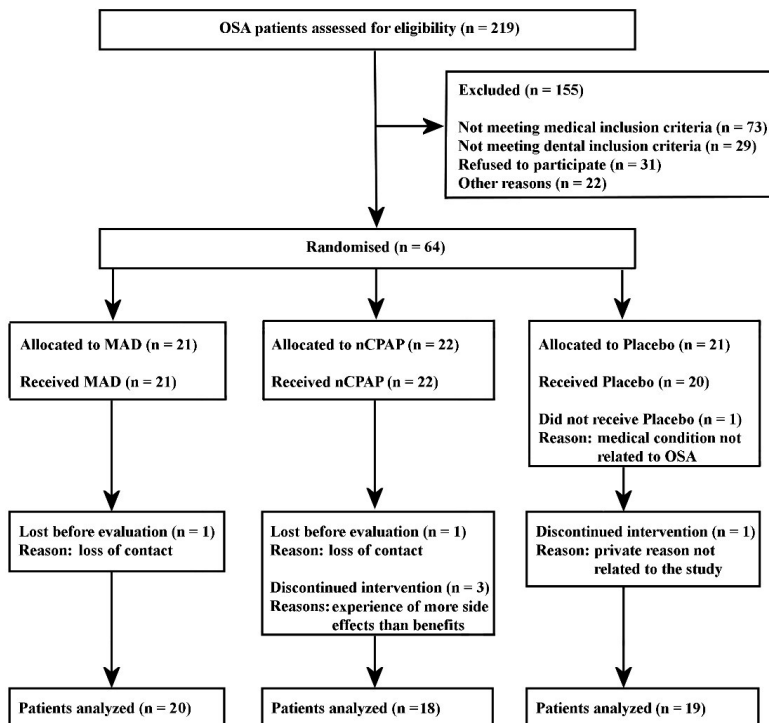 OSA patients assessed for eligibility (n = 219)
Excluded (n = 155)
Not meeting medical inclusion criteria (n = 73)
Not meeting dental inclusion criteria (n = 29)
Refused to participate (n = 31)
Other reasons (n = 22)
Randomised (n = 64)
Allocated to MAD (n = 21)
Received MAD (n = 21)
Allocated to nCPAP (n = 22)
Received nCPAP (n = 22)
Allocated to Placebo (n = 21)
Received Placebo (n = 20)
Did not receive Placebo (n = 1)
Reason: medical condition not
related to OSA
Lost before evaluation (n = 1)
Reason: loss of contact
Lost before evaluation (n = 1)
Reason: loss of contact
Discontinued intervention (n = 3)
Reasons: experience of more side
effects than benefits
Discontinued intervention (n = 1)
Reason: private reason not
related to the study
Patients analyzed (n = 20)
Patients analyzed (n =18)
Patients analyzed (n = 19)